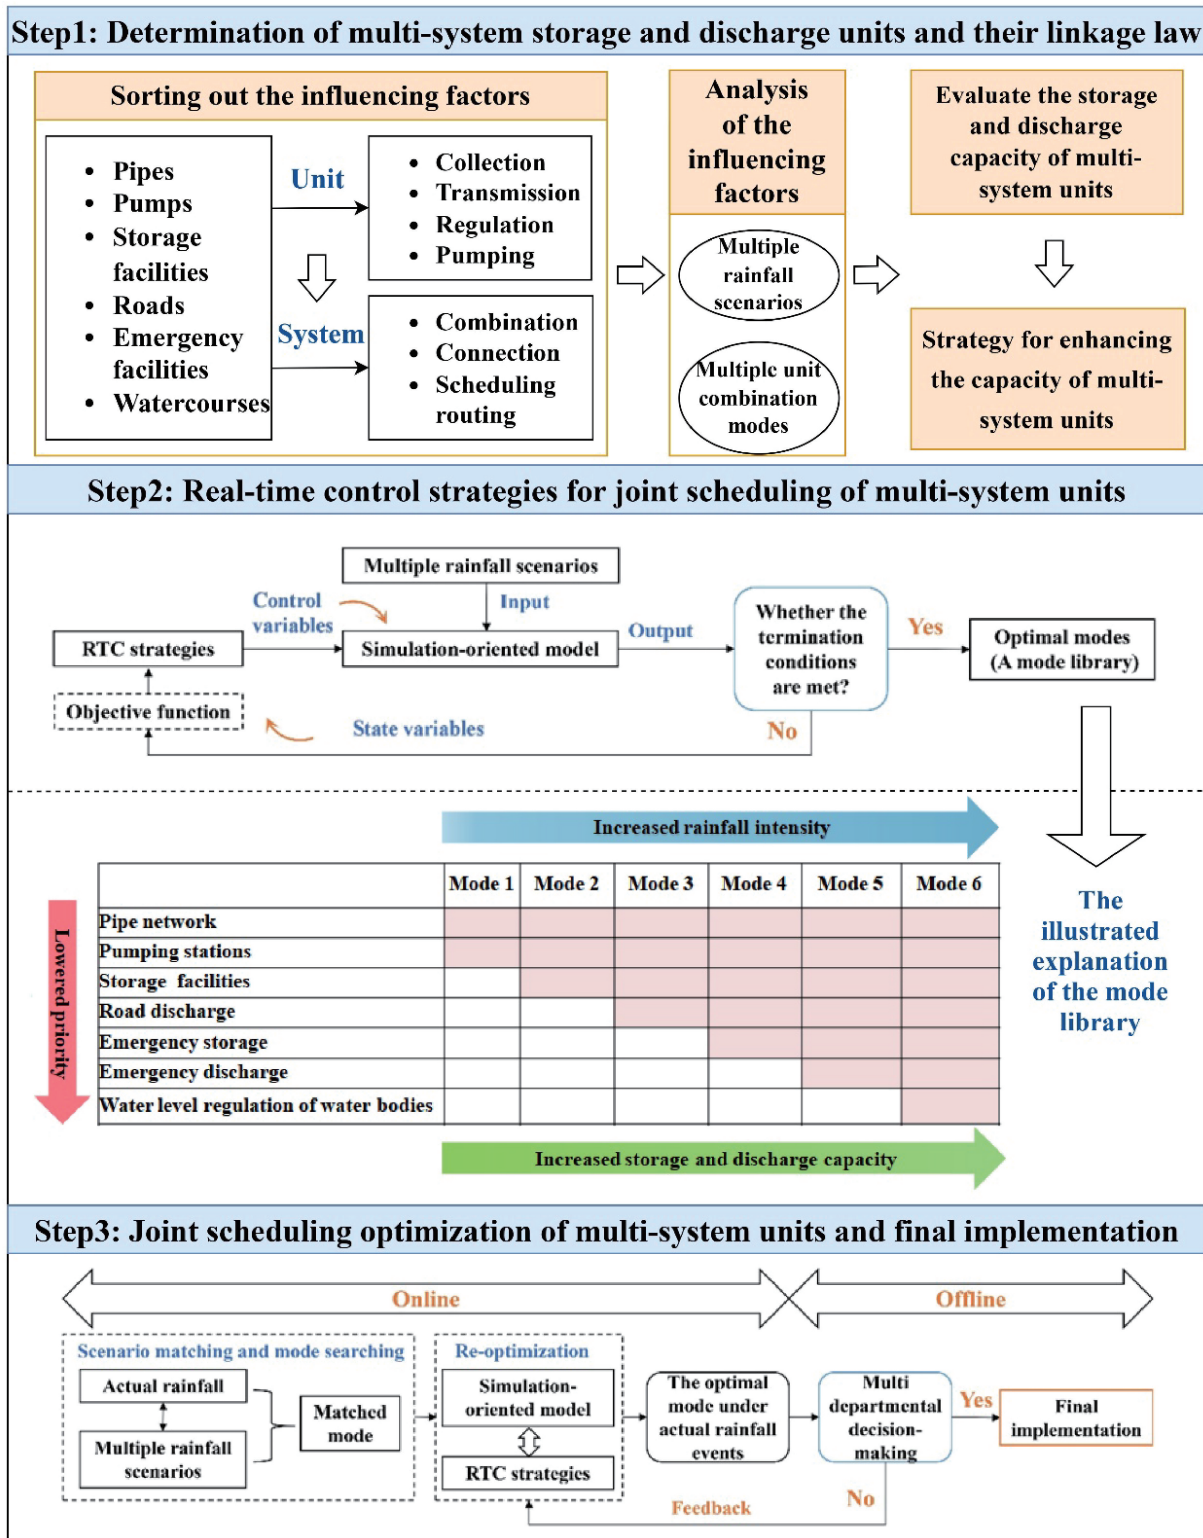 Step1: Determination of multi-system storage and discharge units and their linkage law
Sorting out the influencing factors
• Pipes
• Pumps
• Storage
facilities
• Roads
• Emergency
facilities
• Watercourses
Unit
System
• Collection
• Transmission
• Regulation
• Pumping
• Combination
• Connection
• Scheduling
routing
Analysis
of the
influencing
factors
Multiple
rainfall
scenarios
Multiple unit
combination
modes
Evaluate the storage
and discharge
capacity of multi-
system units
Strategy for enhancing
the capacity of multi-
system units
Step2: Real-time control strategies for joint scheduling of multi-system units
Multiple rainfall scenarios
Control
variables
Input
RTC strategies
Simulation-oriented model
Output
Whether the
termination
conditions
are met?
Yes
Optimal modes
(A mode library)
Objective function
State variables
No
Increased rainfall intensity
Mode 1 Mode 2 Mode 3 Mode 4 Mode 5 Mode 6
Lowered priority
Pipe network
Pumping stations
Storage facilities
Road discharge
Emergency storage
Emergency discharge
Water level regulation of water bodies
Increased storage and discharge capacity
The
illustrated
explanation
of the mode
library
Step3: Joint scheduling optimization of multi-system units and final implementation
Online
Offline
Scenario matching and mode searching
Actual rainfall
Multiple rainfall
scenarios
Matched
mode
Re-optimization
Simulation-
oriented model
RTC strategies
The optimal
mode under
actual rainfall
events
Multi
departmental
decision-
making
Yes
Final
implementation
No
Feedback